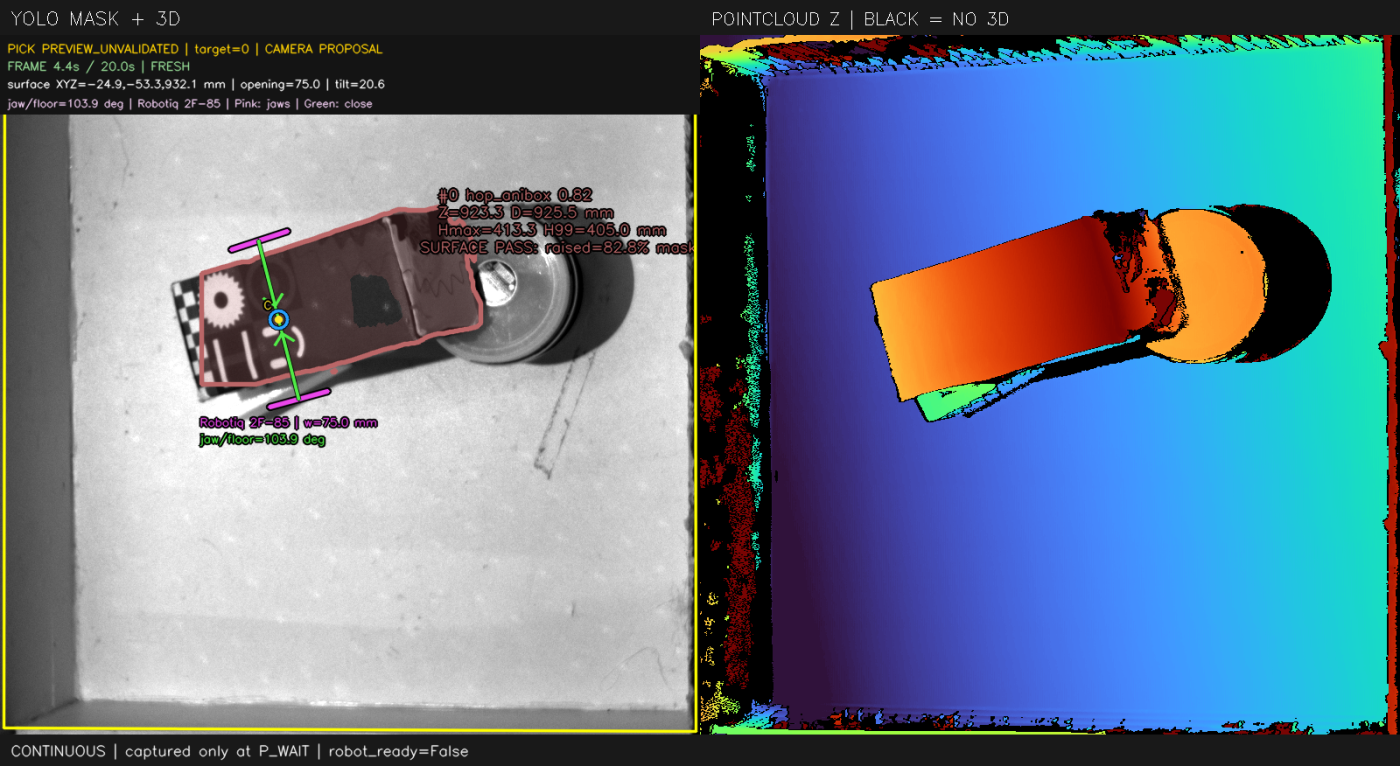 YOLO MASK + 3D
POINTCLOUD Z | BLACK = NO 3D
PICK PREVIEW_UNVALIDATED | target=0 | CAMERA PROPOSAL
FRAME 4.4s / 20.0s | FRESH
surface XYZ=-24.9,-53.3,932.1 mm | opening=75.0 | tilt=20.6
jaw/floor=103.9 deg | Robotiq 2F-85 | Pink: jaws | Green: close
#0 hop_anibox 0.82
Z=923.3 D=925.5 mm
Hmax=413.3 H99=405.0 mm
SURFACE PASS: raised=82.8% mask
C
Robotiq 2F-85 | w=75.0 mm
jaw/floor=103.9 deg
CONTINUOUS | captured only at P_WAIT | robot_ready=False